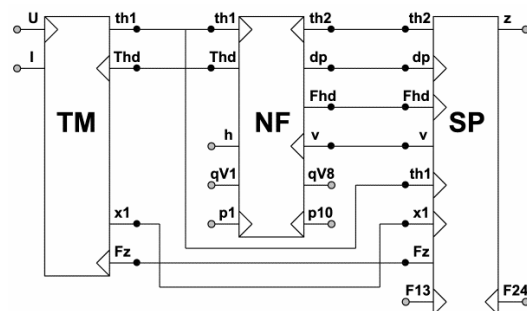 U th1 th1 th2 th2 z
I Thd Thd dp dp
Fhd Fhd
TM NF SP
h v v
qV1 qV8 th1
x1 p1 p10 x1
Fz Fz
F13 F24